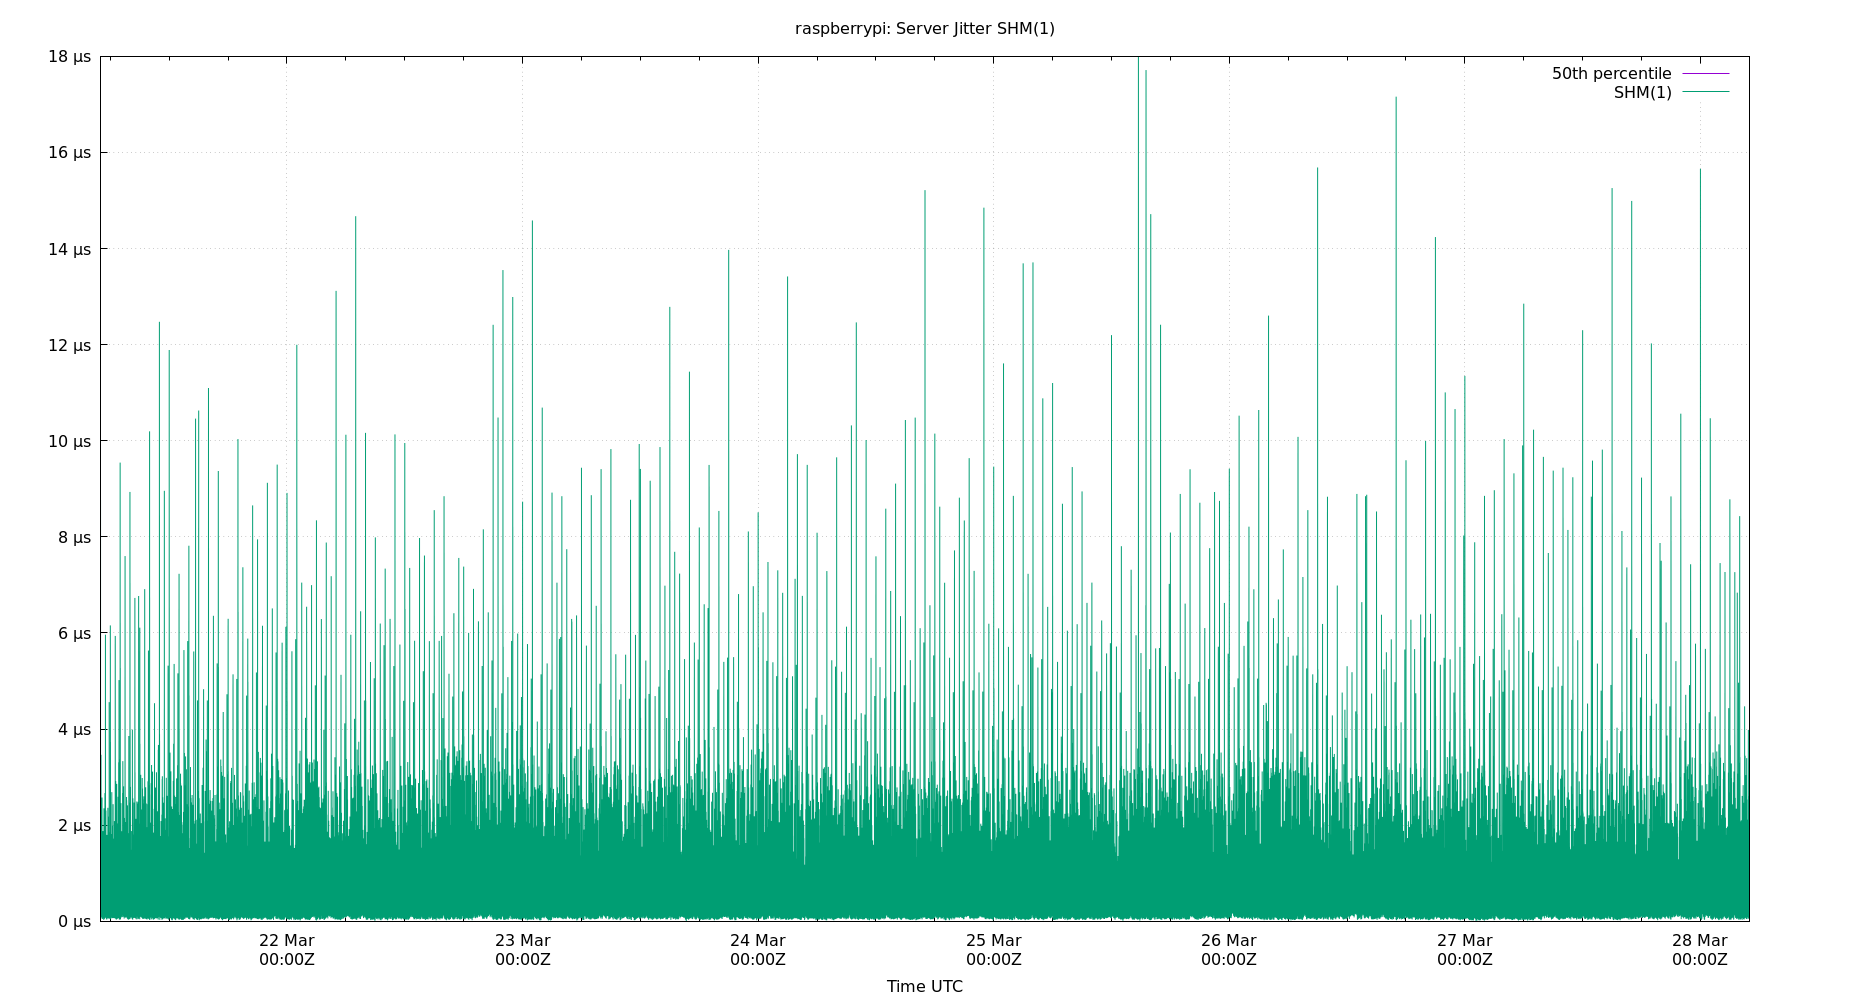 raspberrypi: Server Jitter SHM(1)
18 µs
50th percentile
SHM(1)
16 µs
14 µs
12 µs
10 µs
8 µs
6 µs
4 µs
2 µs
0 µs
22 Mar 23 Mar 24 Mar 25 Mar 26 Mar 27 Mar 28 Mar
00:00Z 00:00Z 00:00Z 00:00Z 00:00Z 00:00Z 00:00Z
Time UTC